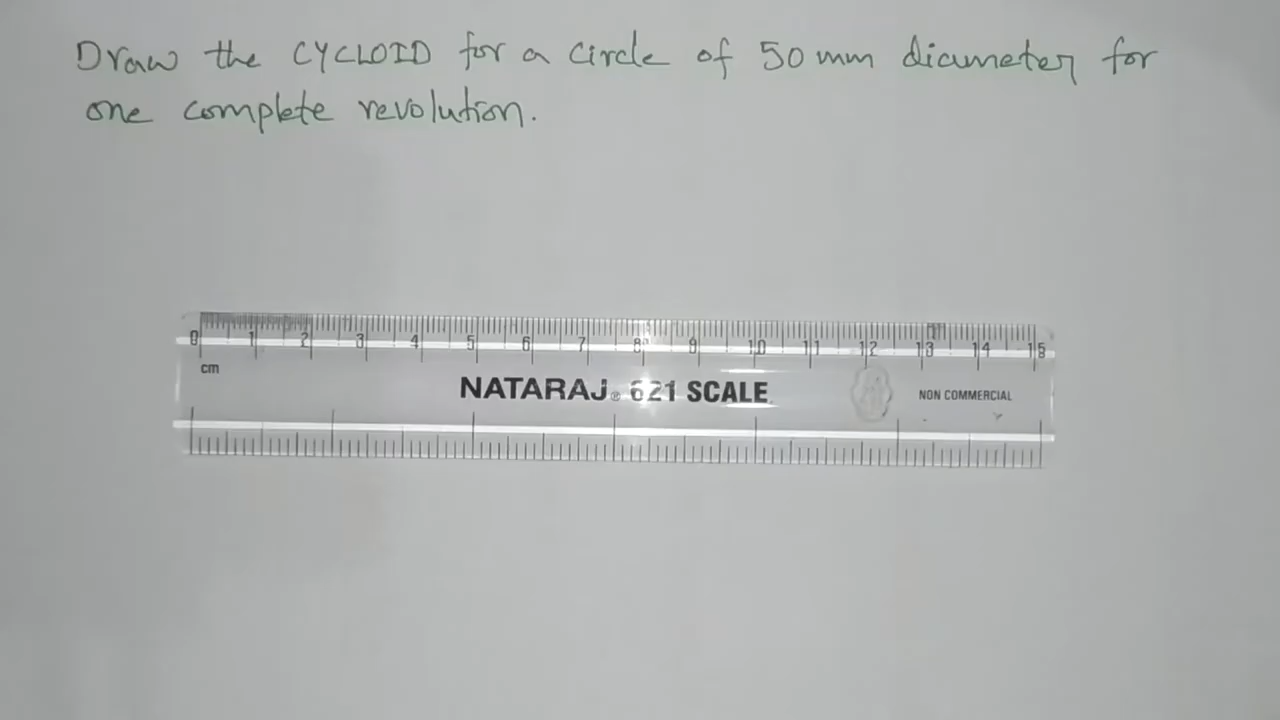 Draw the CYCLOID for a circle of 50 mm diameter for
one complete revolution.
0 1 2 3 4 5 6 7 8 9 10 11 12 13 14 15
cm
NATARAJ® 621 SCALE
NON COMMERCIAL